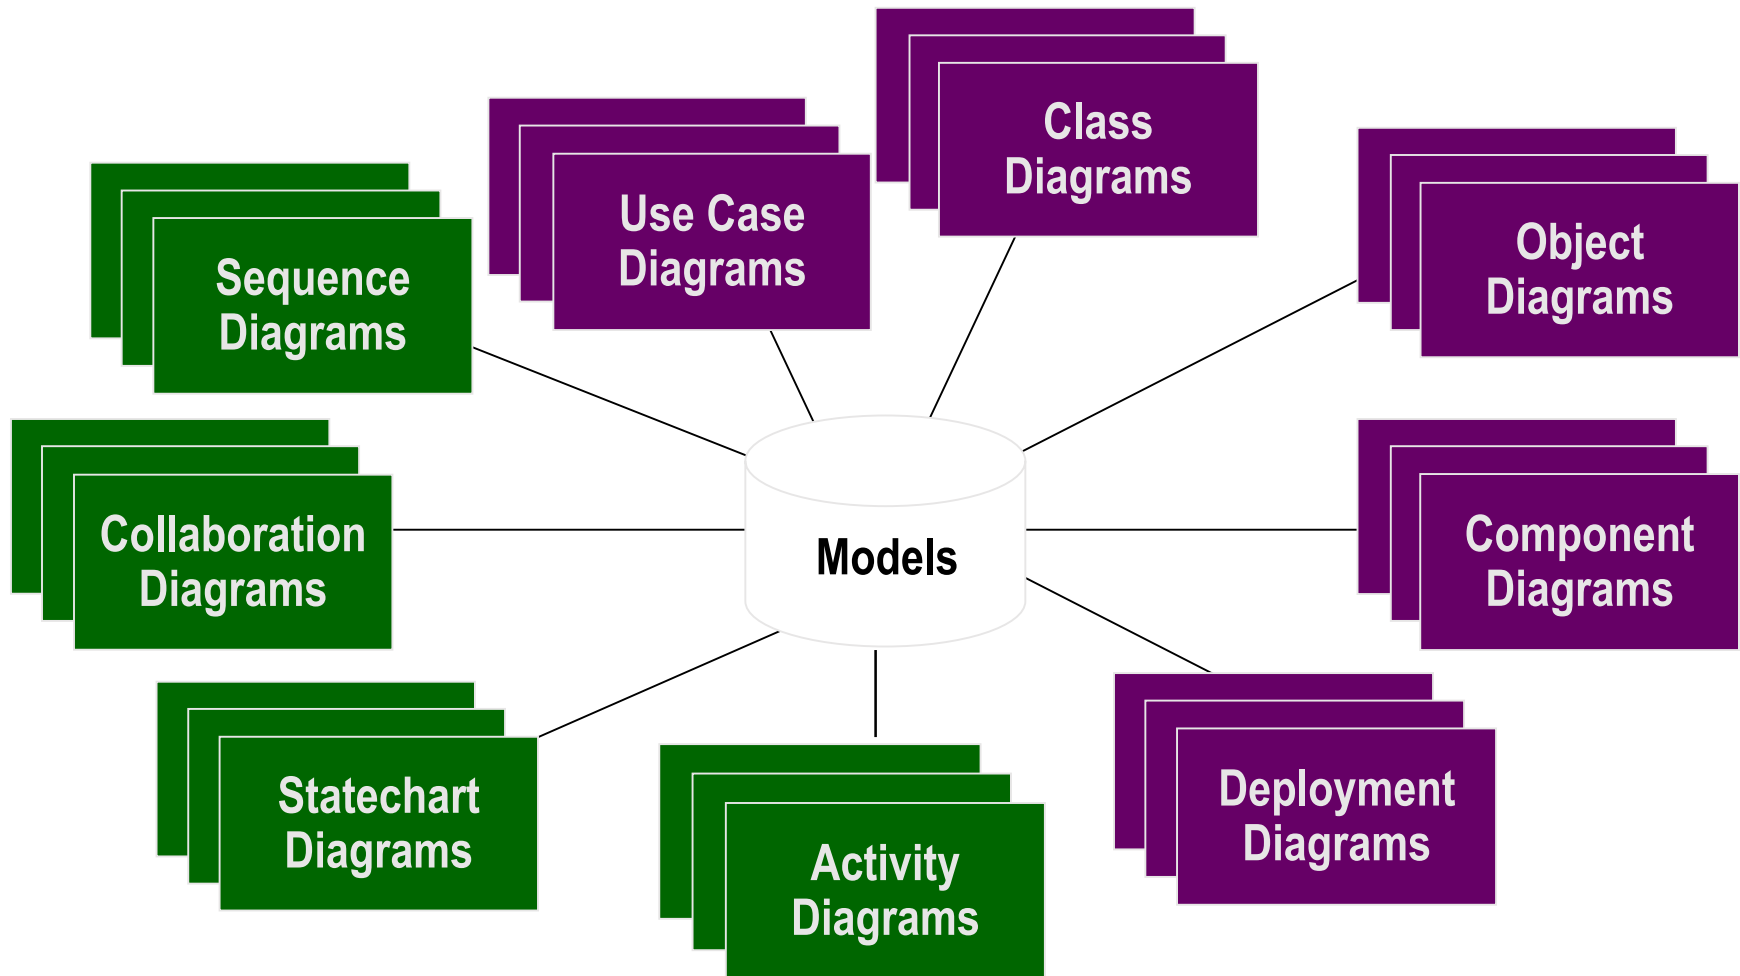 Class
Diagrams
Use Case
Diagrams
Object
Diagrams
Sequence
Diagrams
Collaboration
Diagrams
Models
Component
Diagrams
Statechart
Diagrams
Deployment
Diagrams
Activity
Diagrams